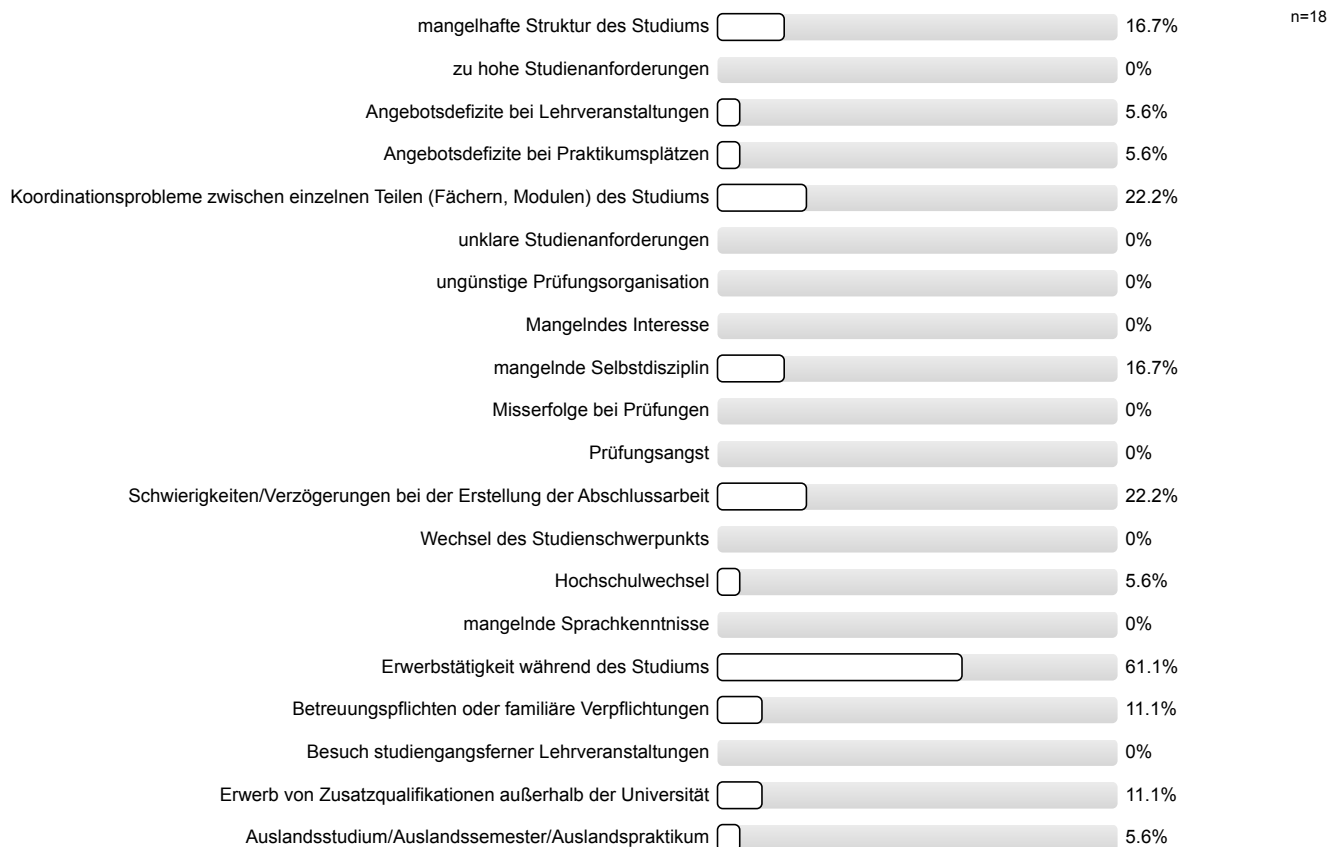 mangelhafte Struktur des Studiums 16.7% n=18
zu hohe Studienanforderungen 0%
Angebotsdefizite bei Lehrveranstaltungen 5.6%
Angebotsdefizite bei Praktikumsplätzen 5.6%
Koordinationsprobleme zwischen einzelnen Teilen (Fächern, Modulen) des Studiums 22.2%
unklare Studienanforderungen 0%
ungünstige Prüfungsorganisation 0%
Mangelndes Interesse 0%
mangelnde Selbstdisziplin 16.7%
Misserfolge bei Prüfungen 0%
Prüfungsangst 0%
Schwierigkeiten/Verzögerungen bei der Erstellung der Abschlussarbeit 22.2%
Wechsel des Studienschwerpunkts 0%
Hochschulwechsel 5.6%
mangelnde Sprachkenntnisse 0%
Erwerbstätigkeit während des Studiums 61.1%
Betreuungspflichten oder familiäre Verpflichtungen 11.1%
Besuch studiengangsferner Lehrveranstaltungen 0%
Erwerb von Zusatzqualifikationen außerhalb der Universität 11.1%
Auslandsstudium/Auslandssemester/Auslandspraktikum 5.6%